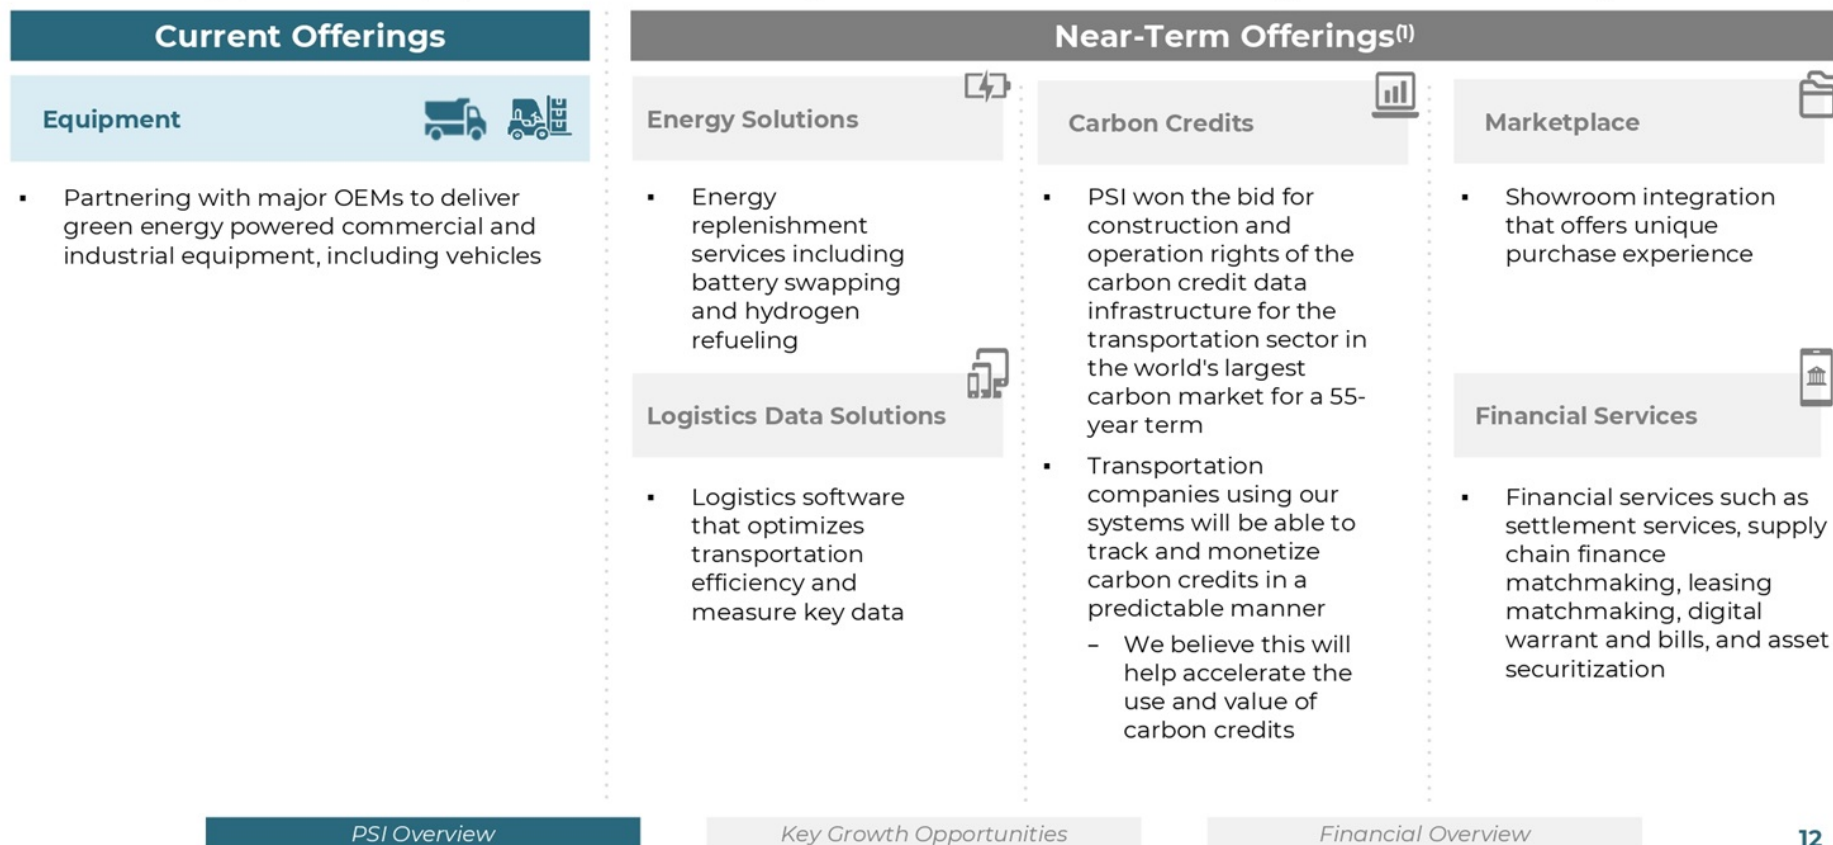 Current Offerings
Equipment
▪ Partnering with major OEMs to deliver
green energy powered commercial and
industrial equipment, including vehicles
Near-Term Offerings(1)
Energy Solutions
▪ Energy
replenishment
services including
battery swapping
and hydrogen
refueling
Logistics Data Solutions
▪ Logistics software
that optimizes
transportation
efficiency and
measure key data
Carbon Credits
▪ PSI won the bid for
construction and
operation rights of the
carbon credit data
infrastructure for the
transportation sector in
the world's largest
carbon market for a 55-
year term
▪ Transportation
companies using our
systems will be able to
track and monetize
carbon credits in a
predictable manner
– We believe this will
help accelerate the
use and value of
carbon credits
Marketplace
▪ Showroom integration
that offers unique
purchase experience
Financial Services
▪ Financial services such as
settlement services, supply
chain finance
matchmaking, leasing
matchmaking, digital
warrant and bills, and asset
securitization
PSI Overview
Key Growth Opportunities
Financial Overview
12